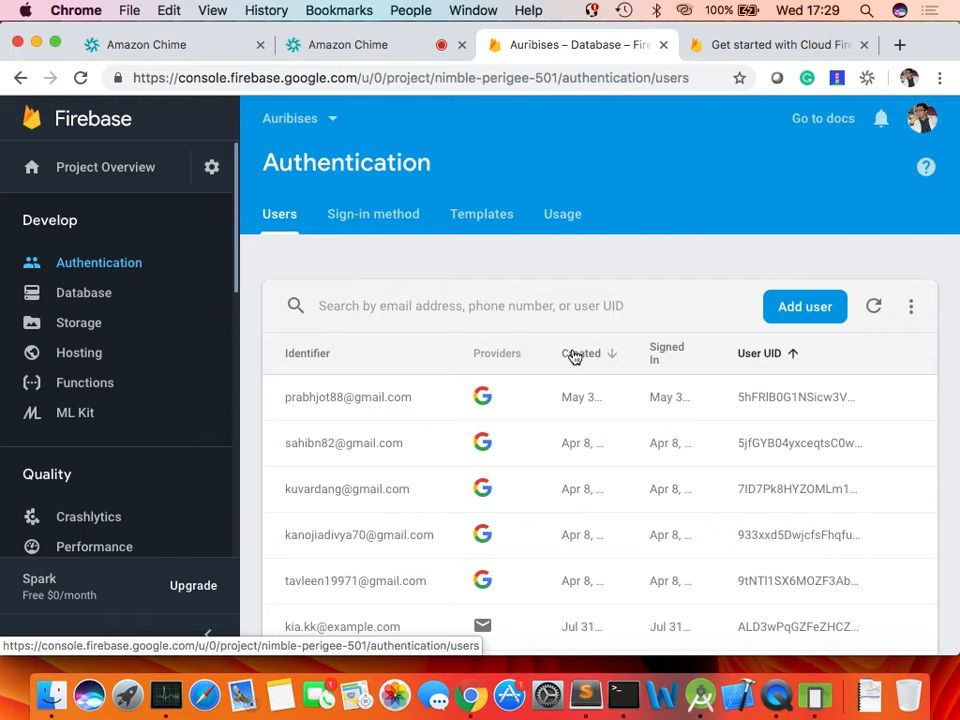 Chrome File Edit View History Bookmarks People Window Help 100% Wed 17:29
Amazon Chime
Amazon Chime
Auribises – Database – Fire
Get started with Cloud Fire
https://console.firebase.google.com/u/0/project/nimble-perigee-501/authentication/users
Firebase
Project Overview
Develop
Authentication
Database
Storage
Hosting
Functions
ML Kit
Quality
Crashlytics
Performance
Spark
Free $0/month
Upgrade
Auribises
Go to docs
Authentication
Users Sign-in method Templates Usage
Search by email address, phone number, or user UID
Add user
Identifier Providers Created Signed In User UID
prabhjot88@gmail.com May 3... May 3... 5hFRlB0G1NSicw3V...
sahibn82@gmail.com Apr 8, ... Apr 8, ... 5jfGYB04yxceqtsC0w...
kuvardang@gmail.com Apr 8, ... Apr 8, ... 7ID7Pk8HYZOMLm1...
kanojiadivya70@gmail.com Apr 8, ... Apr 8, ... 933xxd5DwjcfsFhqfu...
tavleen19971@gmail.com Apr 8, ... Apr 8, ... 9tNTl1SX6MOZF3Ab...
kia.kk@example.com Jul 31... Jul 31... ALD3wPqGZFeZHCZ...
https://console.firebase.google.com/u/0/project/nimble-perigee-501/authentication/users